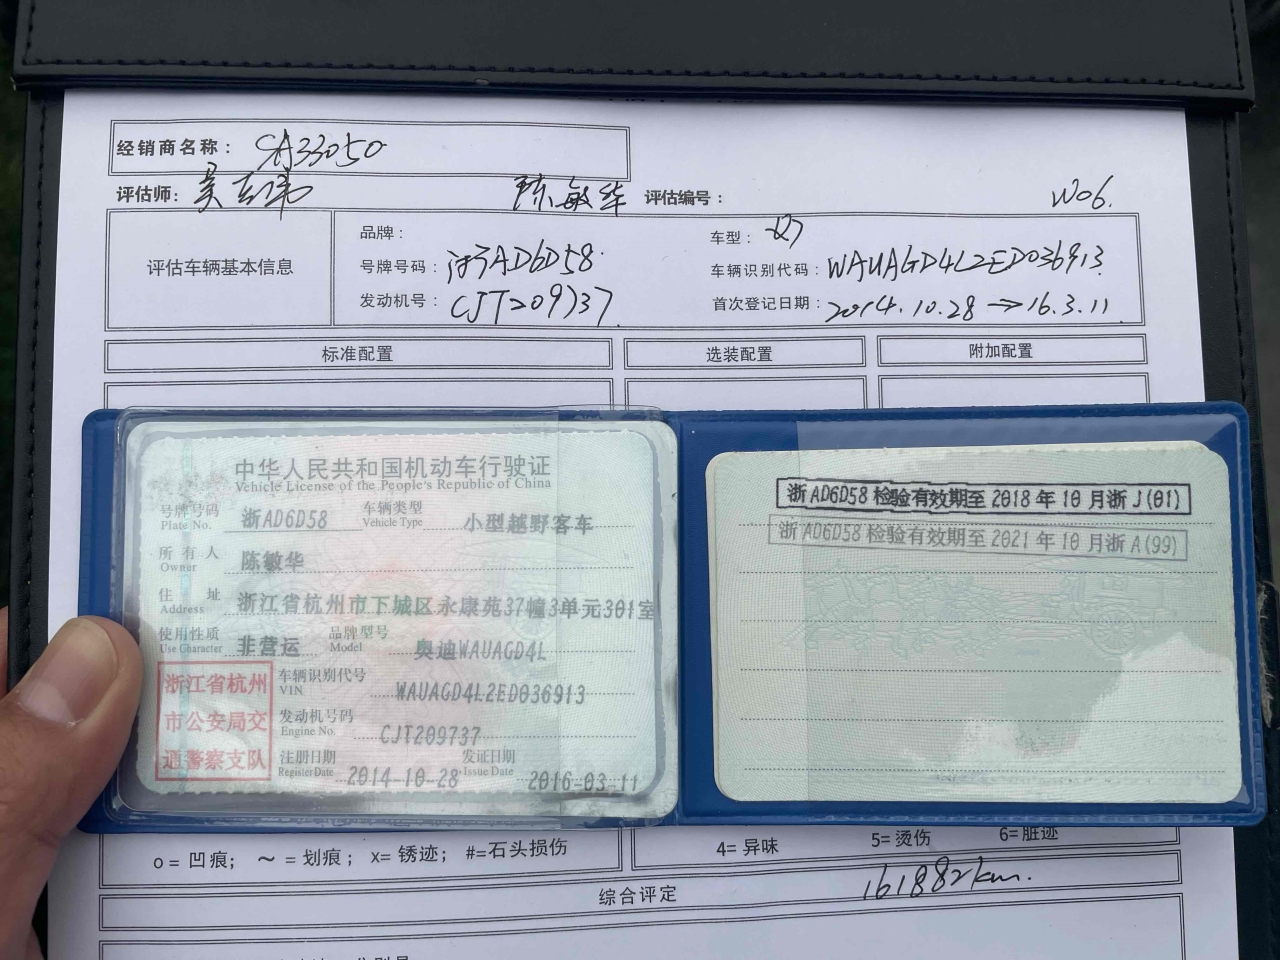 经销商名称： CA33050
评估师： 陈敏华 评估编号： W06.
评估车辆基本信息
品牌： 车型：
号牌号码： 浙AD6D58 车辆识别代码： WAUAGD4L2ED036913
发动机号： CJT209737 首次登记日期： 2014.10.28 → 16.3.11
标准配置 选装配置 附加配置
中华人民共和国机动车行驶证
Vehicle License of the People's Republic of China
号牌号码 浙AD6D58 车辆类型 小型越野客车
Plate No. Vehicle Type
所有人 陈敏华
Owner
住址 浙江省杭州市下城区永康苑37幢3单元301室
Address
使用性质 非营运 品牌型号 奥迪WAUAGD4L
Use Character Model
浙江省杭州
市公安局交
通警察支队
车辆识别代号 WAUAGD4L2ED036913
VIN
发动机号码 CJT209737
Engine No.
注册日期 2014-10-28 发证日期 2016-03-11
Register Date Issue Date
浙AD6D58 检验有效期至 2018 年 10 月浙 J(01)
浙AD6D58 检验有效期至 2021 年 10 月浙 A(99)
o = 凹痕； ～ = 划痕； x= 锈迹； #=石头损伤 4= 异味 5= 烫伤 6= 脏迹
综合评定 161882km.